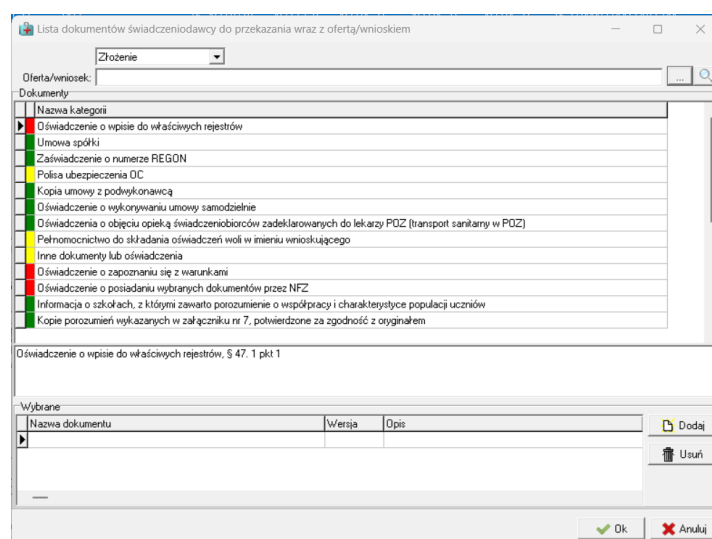 Lista dokumentów świadczeniodawcy do przekazania wraz z ofertą/wnioskiem
Złożenie
Oferta/wniosek:
...
Dokumenty
Nazwa kategorii
Oświadczenie o wpisie do właściwych rejestrów
Umowa spółki
Zaświadczenie o numerze REGON
Polisa ubezpieczenia OC
Kopia umowy z podwykonawcą
Oświadczenie o wykonywaniu umowy samodzielnie
Oświadczenia o objęciu opieką świadczeniobiorców zadeklarowanych do lekarzy POZ (transport sanitarny w POZ)
Pełnomocnictwo do składania oświadczeń woli w imieniu wnioskującego
Inne dokumenty lub oświadczenia
Oświadczenie o zapoznaniu się z warunkami
Oświadczenie o posiadaniu wybranych dokumentów przez NFZ
Informacja o szkołach, z którymi zawarto porozumienie o współpracy i charakterystyce populacji uczniów
Kopie porozumień wykazanych w załączniku nr 7, potwierdzone za zgodność z oryginałem
Oświadczenie o wpisie do właściwych rejestrów, § 47. 1 pkt 1
Wybrane
Nazwa dokumentu Wersja Opis
Dodaj
Usuń
Ok Anuluj